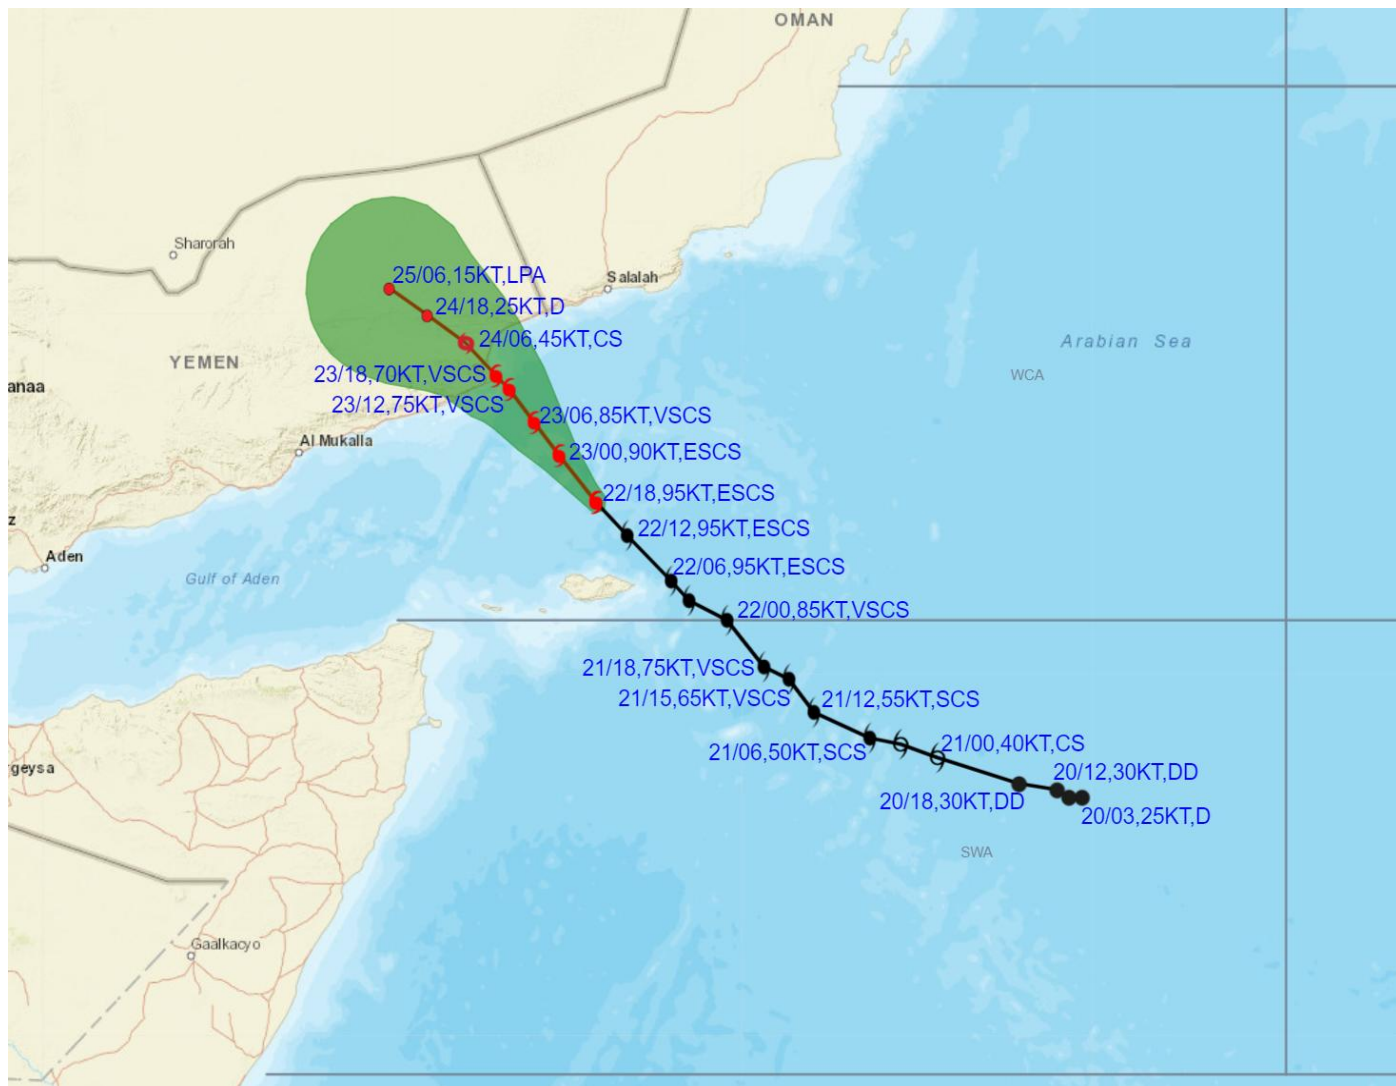 OMAN
Sharorah
25/06,15KT,LPA
Salalah
24/18,25KT,D
24/06,45KT,CS
Arabian Sea
YEMEN
WCA
anaa
23/18,70KT,VSCS
23/12,75KT,VSCS
23/06,85KT,VSCS
Al Mukalla
23/00,90KT,ESCS
22/18,95KT,ESCS
z
22/12,95KT,ESCS
Aden
22/06,95KT,ESCS
Gulf of Aden
22/00,85KT,VSCS
21/18,75KT,VSCS
21/15,65KT,VSCS
21/12,55KT,SCS
21/00,40KT,CS
21/06,50KT,SCS
rgeysa
20/12,30KT,DD
20/18,30KT,DD
20/03,25KT,D
SWA
Gaalkacyo